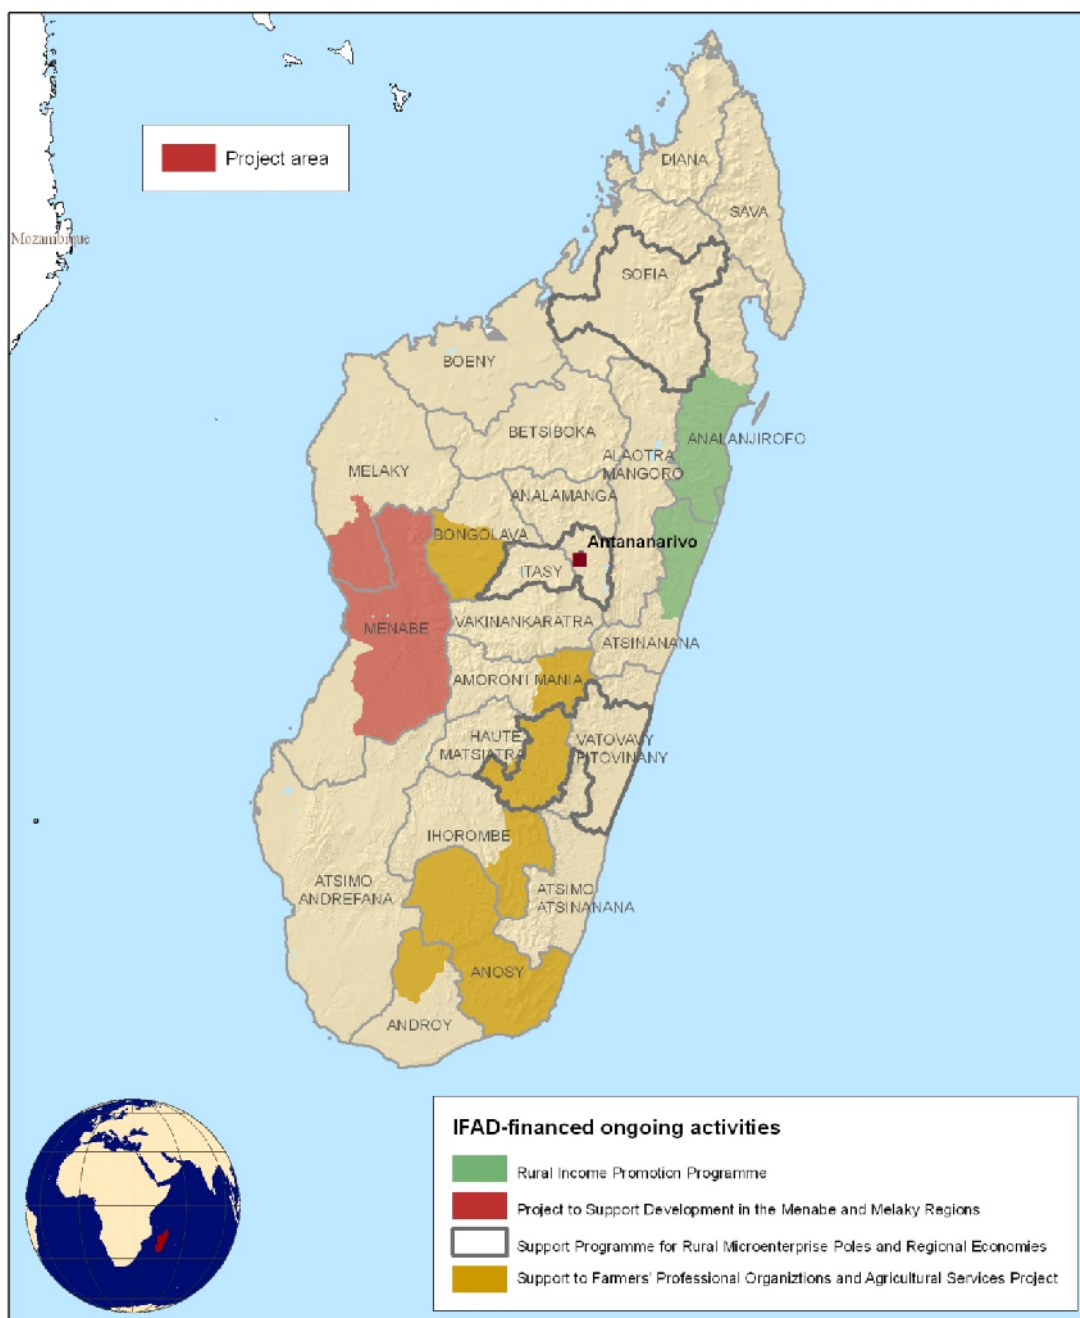 Project area
Mozambique
DIANA
SAVA
SOFIA
BOENY
BETSIBOKA
ANALANJIROFO
ALAOTRA
MANGORO
MELAKY
ANALAMANGA
BONGOLAVA
Antananarivo
ITASY
MENABE
VAKINANKARATRA
ATSINANANA
AMORON'I MANIA
HAUTE
MATSIATRA
VATOVAVY
FITOVINANY
IHOROMBE
ATSIMO
ANDREFANA
ATSIMO
ATSINANANA
ANOSY
ANDROY
IFAD-financed ongoing activities
Rural Income Promotion Programme
Project to Support Development in the Menabe and Melaky Regions
Support Programme for Rural Microenterprise Poles and Regional Economies
Support to Farmers' Professional Organiztions and Agricultural Services Project